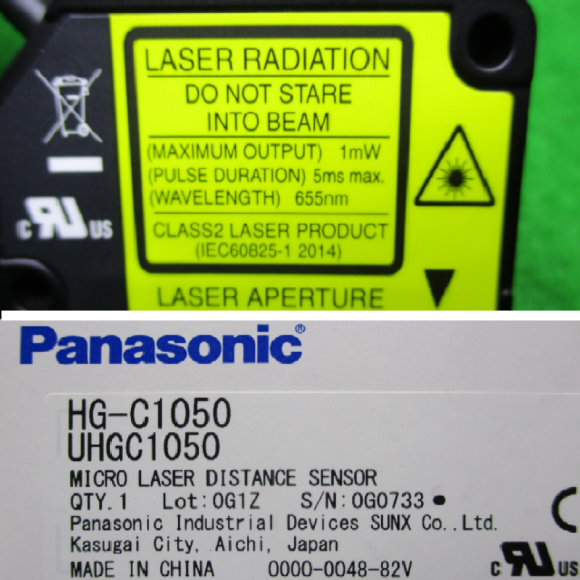 LASER RADIATION
DO NOT STARE
INTO BEAM
(MAXIMUM OUTPUT) 1mW
(PULSE DURATION) 5ms max.
(WAVELENGTH) 655nm
CLASS2 LASER PRODUCT
(IEC60825-1 2014)
LASER APERTURE
c RU US
Panasonic®
HG-C1050
UHGC1050
MICRO LASER DISTANCE SENSOR
QTY.1 Lot:0G1Z S/N:0G0733 ●
Panasonic Industrial Devices SUNX Co.,Ltd.
Kasugai City, Aichi, Japan
MADE IN CHINA 0000-0048-82V
c RU US